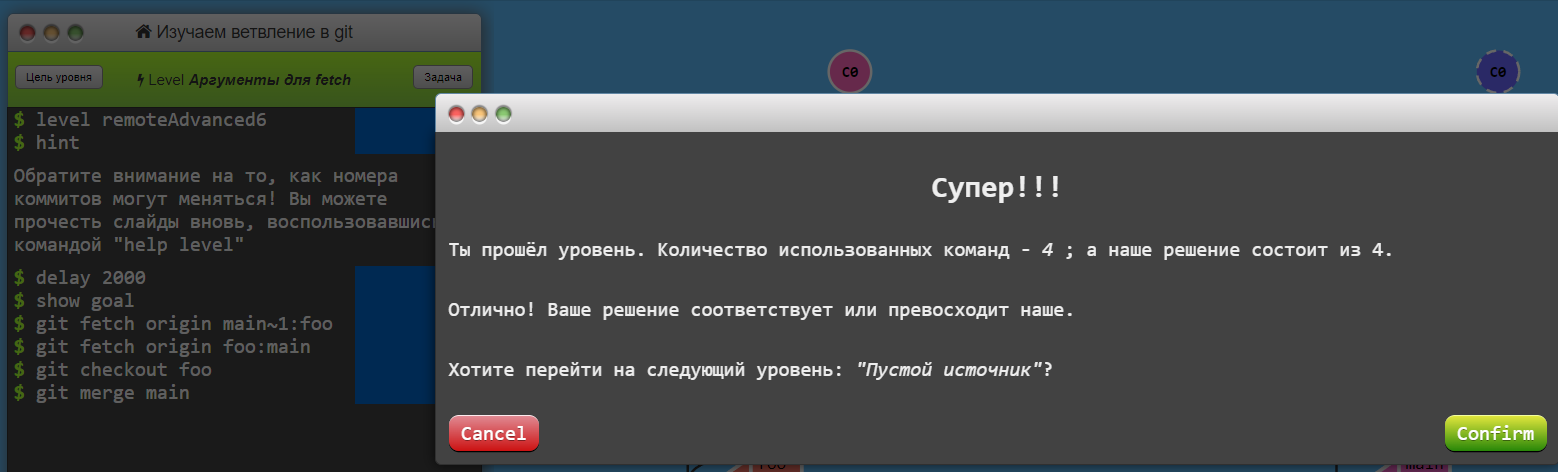 Изучаем ветвление в git
Цель уровня
Level Аргументы для fetch
Задача
C0
C0
$ level remoteAdvanced6
$ hint
Обратите внимание на то, как номера
коммитов могут меняться! Вы можете
прочесть слайды вновь, воспользовавшись
командой "help level"
$ delay 2000
$ show goal
$ git fetch origin main~1:foo
$ git fetch origin foo:main
$ git checkout foo
$ git merge main
Супер!!!
Ты прошёл уровень. Количество использованных команд - 4 ; а наше решение состоит из 4.
Отлично! Ваше решение соответствует или превосходит наше.
Хотите перейти на следующий уровень: "Пустой источник"?
Cancel
Confirm
foo
main